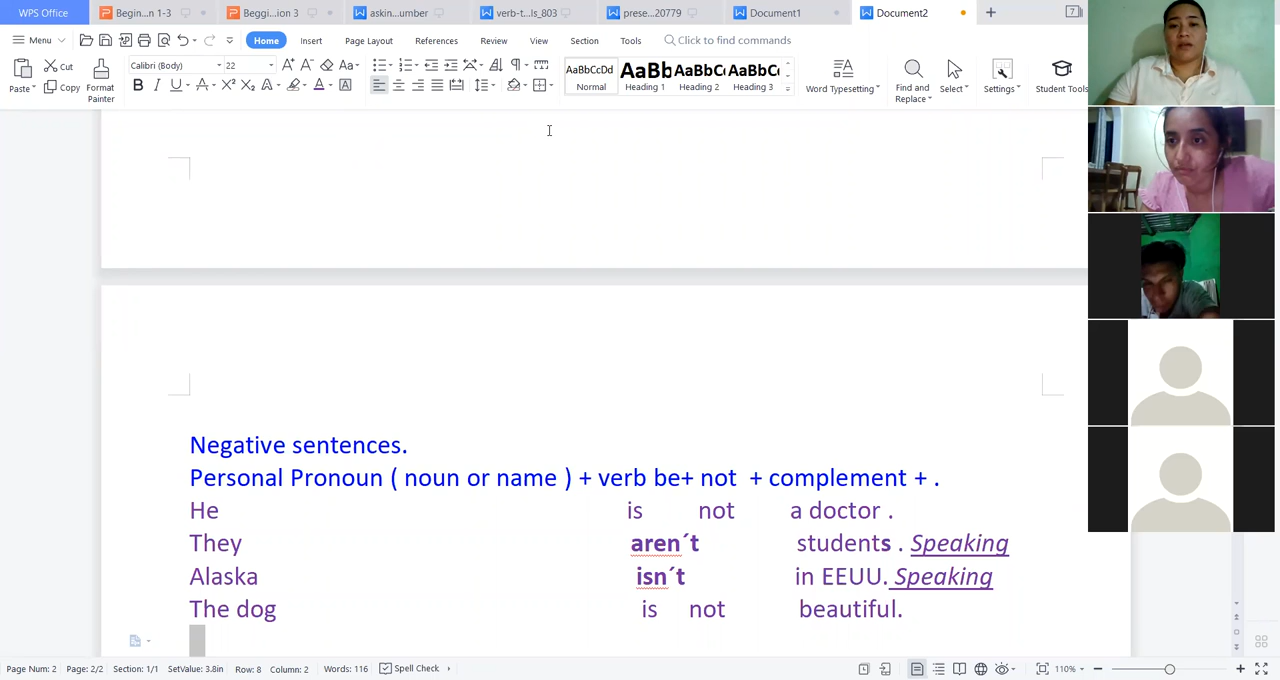 WPS Office Begin...n 1-3 Beggi...ion 3 askin...umber verb-t...ls_803 prese...20779 Document1 Document2 + 7
Menu Home Insert Page Layout References Review View Section Tools Click to find commands
Cut Calibri (Body) 22 AaBbCcDd AaBb AaBbC AaBbC
Paste Copy Format Painter Normal Heading 1 Heading 2 Heading 3 Word Typesetting Find and Replace Select Settings Student Tools
Negative sentences.
Personal Pronoun ( noun or name ) + verb be+ not + complement + .
He is not a doctor .
They aren´t students . Speaking
Alaska isn´t in EEUU. Speaking
The dog is not beautiful.
Page Num: 2 Page: 2/2 Section: 1/1 SetValue: 3.8in Row: 8 Column: 2 Words: 116 Spell Check 110%